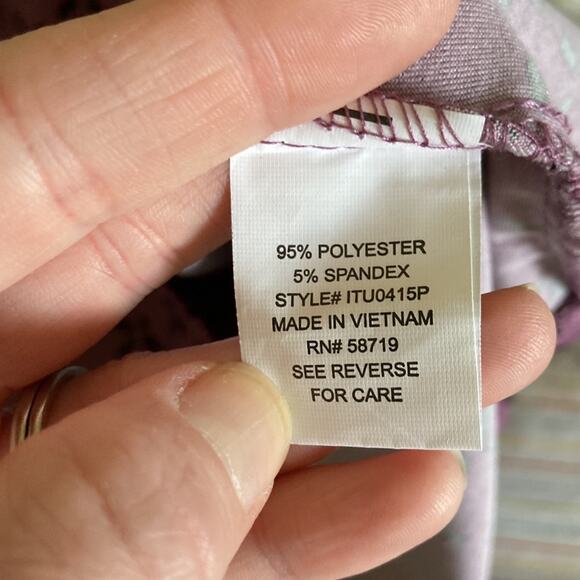 95% POLYESTER
5% SPANDEX
STYLE# ITU0415P
MADE IN VIETNAM
RN# 58719
SEE REVERSE
FOR CARE